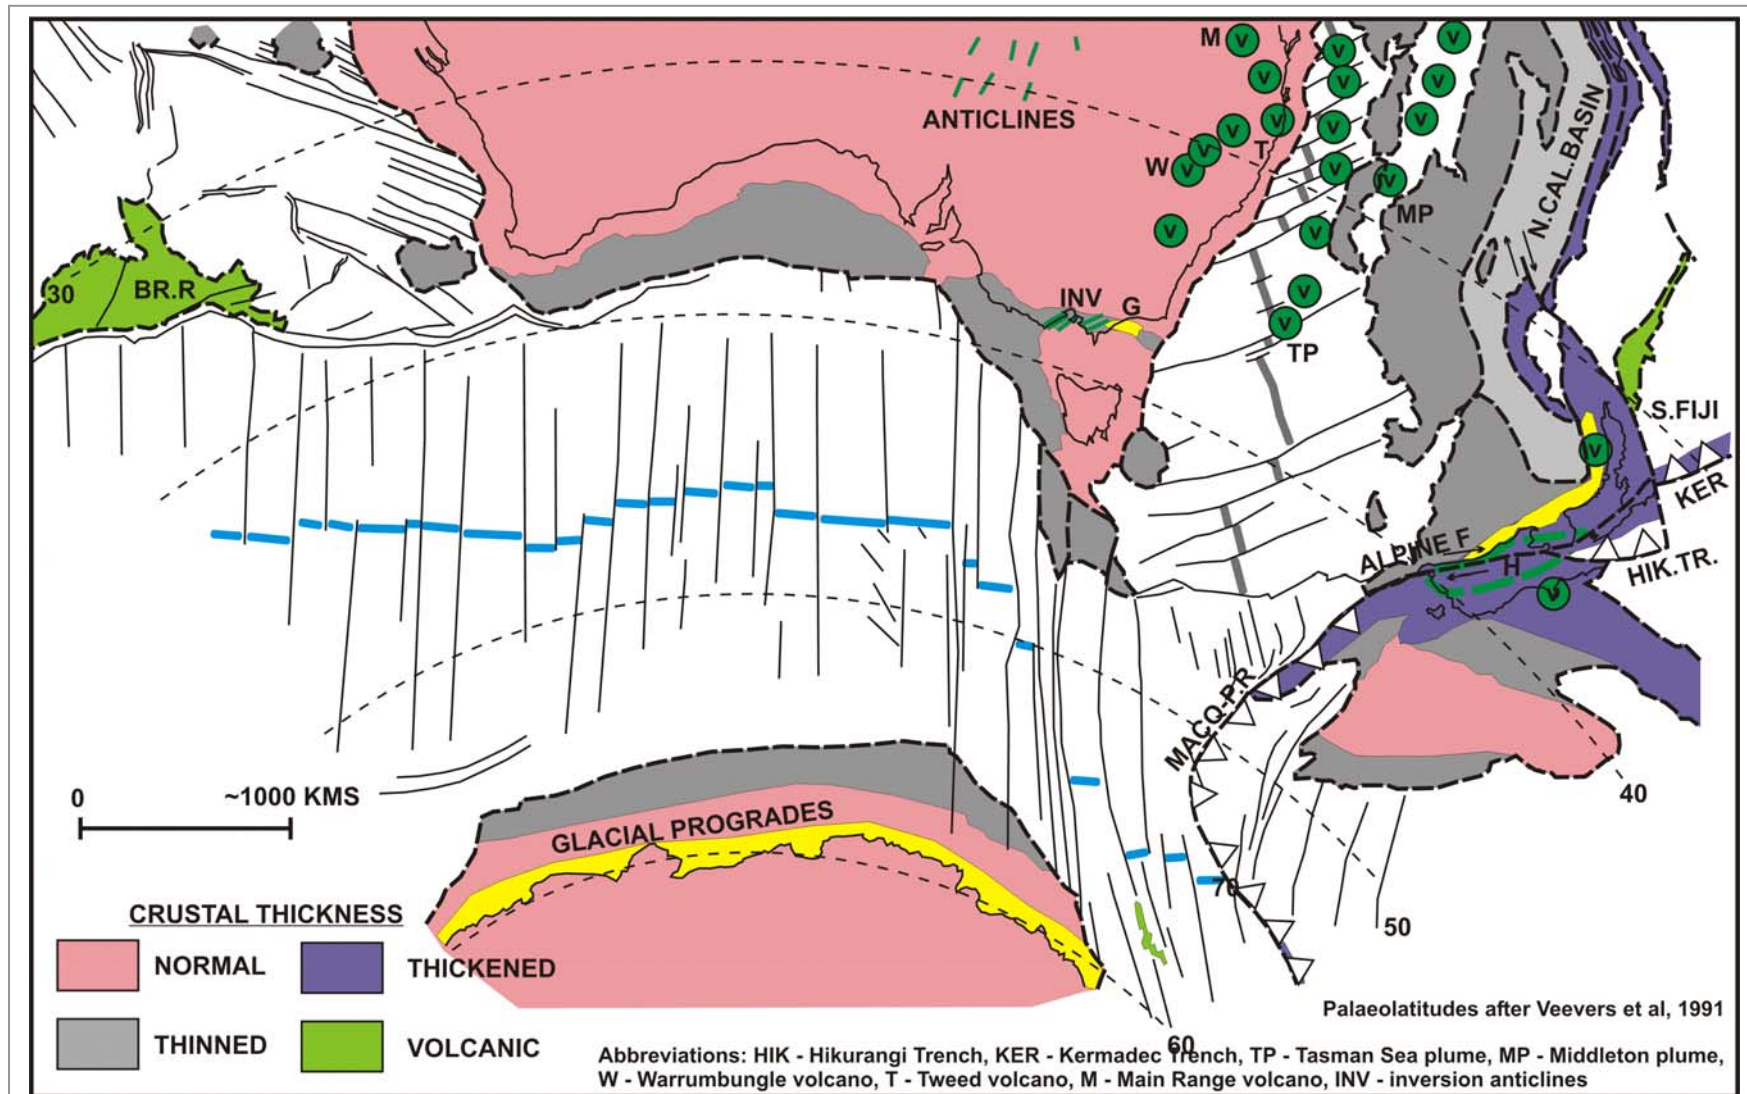 M
V
V
V
V
V
V
V
V
ANTICLINES
V
V
V
V
T
V
V
W
V
V
V
MP
N.CAL.BASIN
V
V
30
BR.R
INV
G
V
V
TP
S.FIJI
V
KER
ALPINE F
H
HIK.TR.
V
MACQ-P.R
0
~1000 KMS
40
GLACIAL PROGRADES
70
50
CRUSTAL THICKNESS
NORMAL
THICKENED
THINNED
VOLCANIC
Palaeolatitudes after Veevers et al, 1991
60
Abbreviations: HIK - Hikurangi Trench, KER - Kermadec Trench, TP - Tasman Sea plume, MP - Middleton plume,
W - Warrumbungle volcano, T - Tweed volcano, M - Main Range volcano, INV - inversion anticlines